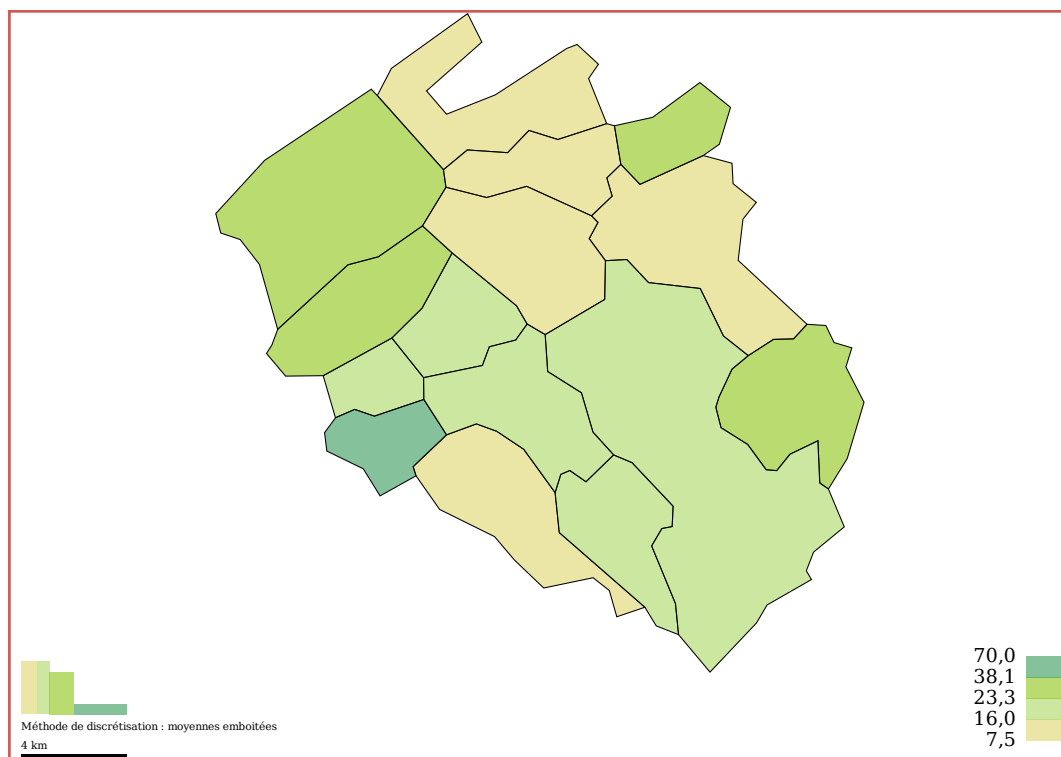 70,0
38,1
23,3
16,0
7,5
Méthode de discrétisation : moyennes emboitées
4 km